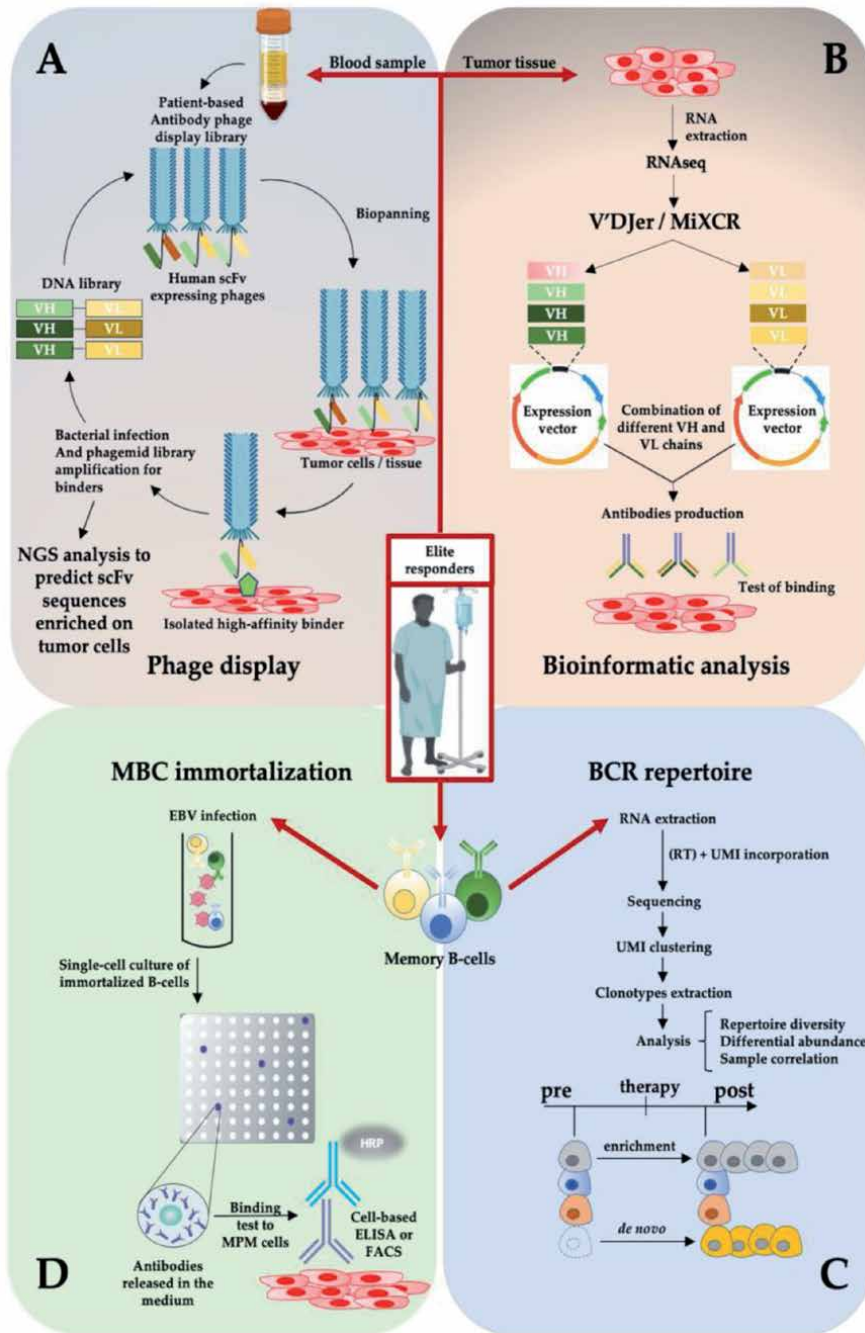 A
Blood sample
Tumor tissue
B
Patient-based
Antibody phage
display library
Biopanning
Human scFv
expressing phages
DNA library
VH
VL
VH
VL
VH
VL
Tumor cells / tissue
Bacterial infection
And phagemid library
amplification for
binders
NGS analysis to
predict scFv
sequences
enriched on
tumor cells
Isolated high-affinity binder
Phage display
RNA
extraction
RNAseq
V'DJer / MiXCR
VH
VH
VH
VH
VL
VL
VL
VL
Expression
vector
Combination of
different VH and
VL chains
Expression
vector
Antibodies production
Test of binding
Bioinformatic analysis
Elite
responders
MBC immortalization
EBV infection
Single-cell culture of
immortalized B-cells
HRP
Binding
test to
MPM cells
Cell-based
ELISA or
FACS
Antibodies
released in the
medium
D
Memory B-cells
BCR repertoire
RNA extraction
(RT) + UMI incorporation
Sequencing
UMI clustering
Clonotypes extraction
Analysis
Repertoire diversity
Differential abundance
Sample correlation
pre
therapy
post
enrichment
de novo
C